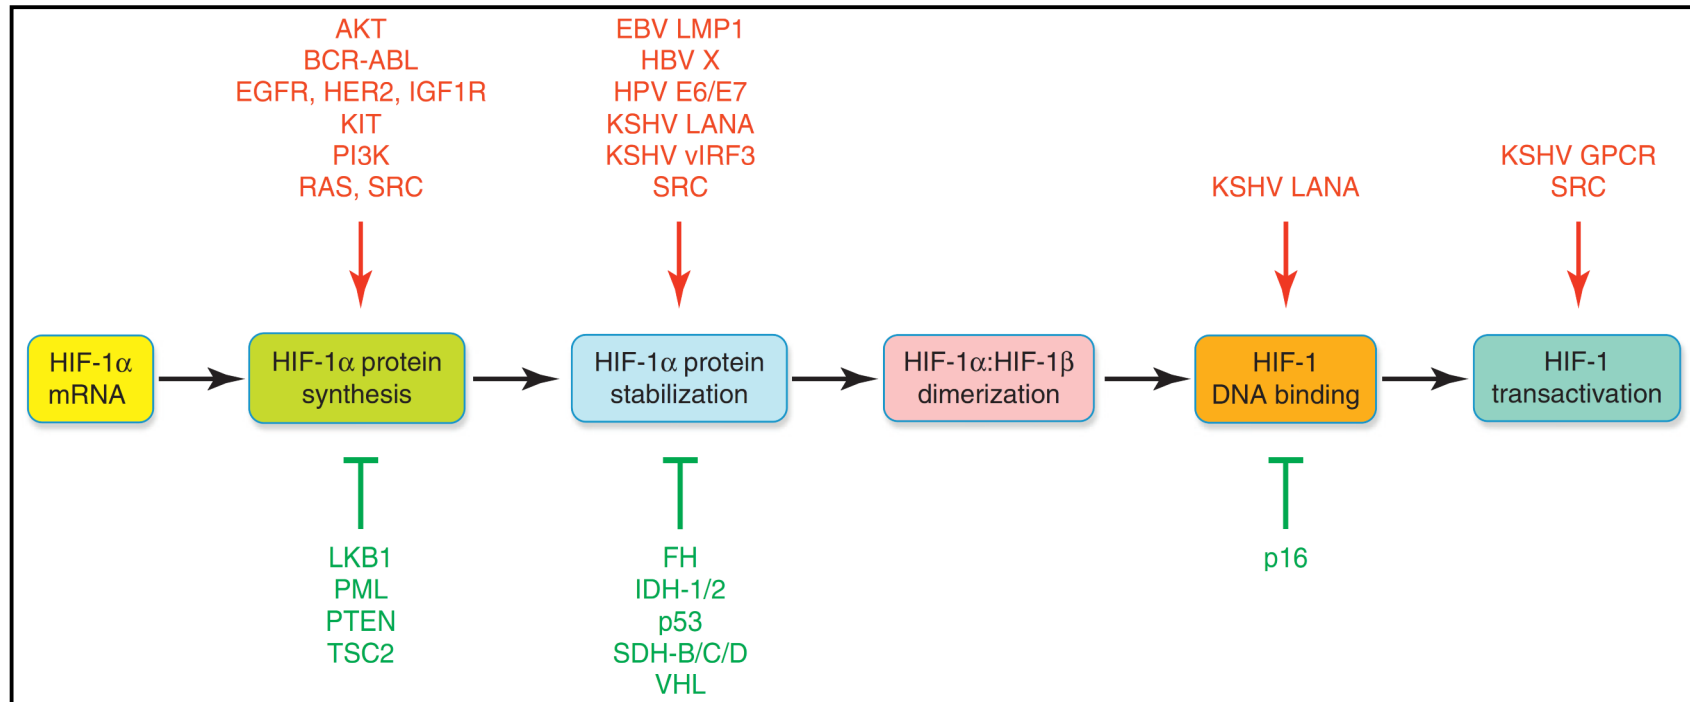 AKT
BCR-ABL
EGFR, HER2, IGF1R
KIT
PI3K
RAS, SRC
EBV LMP1
HBV X
HPV E6/E7
KSHV LANA
KSHV vIRF3
SRC
KSHV LANA
KSHV GPCR
SRC
HIF-1α
mRNA
HIF-1α protein
synthesis
HIF-1α protein
stabilization
HIF-1α:HIF-1β
dimerization
HIF-1
DNA binding
HIF-1
transactivation
LKB1
PML
PTEN
TSC2
FH
IDH-1/2
p53
SDH-B/C/D
VHL
p16